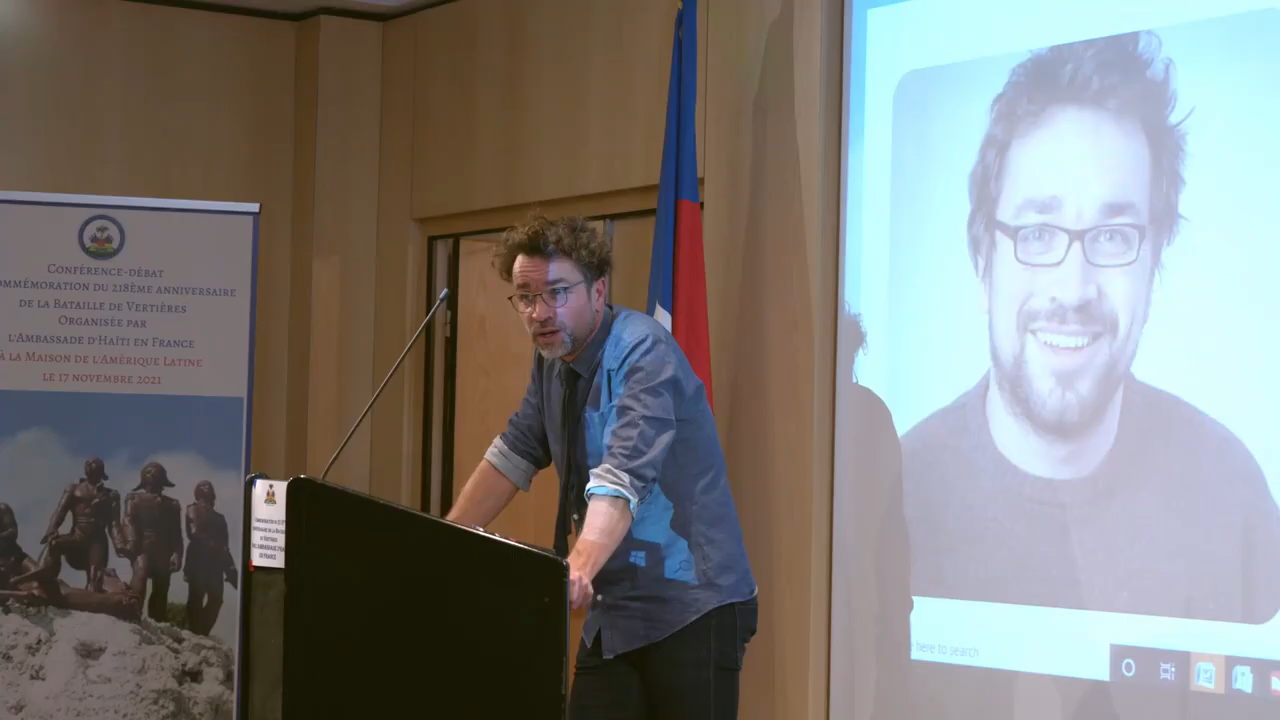 Conférence-débat
ommémoration du 218ème anniversaire
de la Bataille de Vertières
Organisée par
l'Ambassade d'Haïti en France
à la Maison de l'Amérique Latine
le 17 novembre 2021
here to search